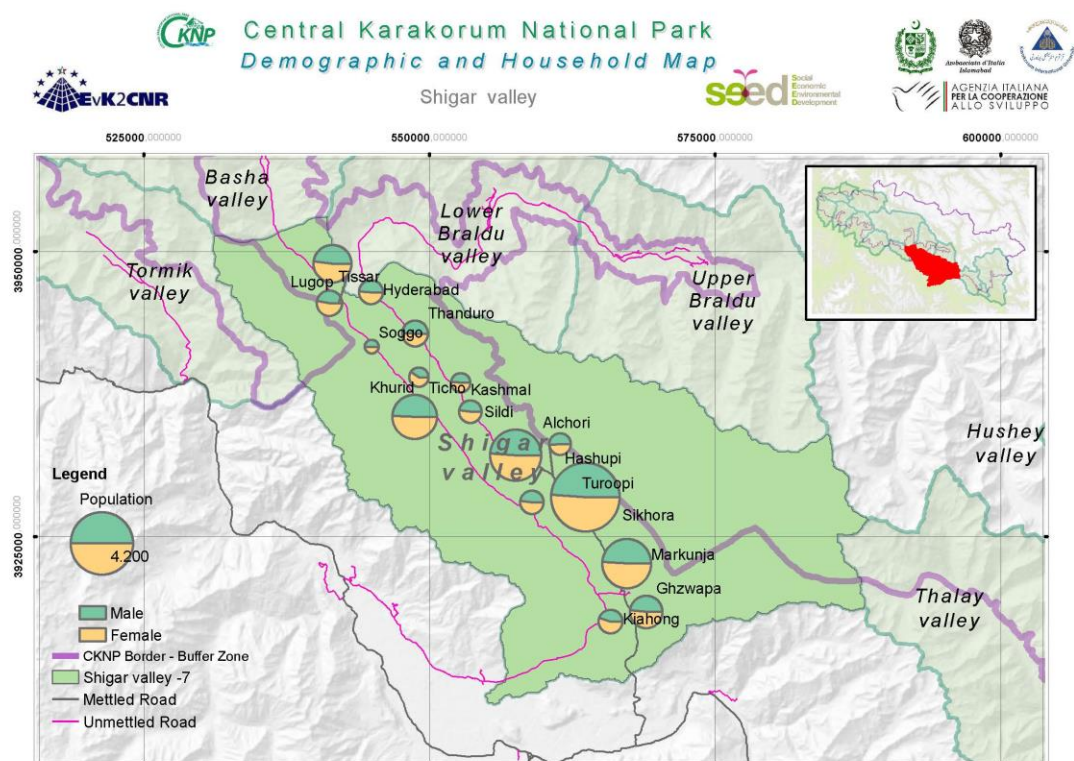 CKNP
Central Karakorum National Park
Demographic and Household Map
Shigar valley
EvK2CNR
seed
Social
Economic
Environmental
Development
Ambasciata d'Italia
Islamabad
AGENZIA ITALIANA
PER LA COOPERAZIONE
ALLO SVILUPPO
525000.000000
550000.000000
575000.000000
600000.000000
3950000.000000
3925000.000000
Basha
valley
Lower
Braldu
valley
Tormik
valley
Upper
Braldu
valley
Tissar
Lugop
Hyderabad
Thanduro
Soggo
Khurid
Ticho
Kashmal
Sildi
Alchori
Shigar
valley
Hashupi
Turoopi
Sikhora
Hushey
valley
Markunja
Ghzwapa
Kiahong
Thalay
valley
Legend
Population
4.200
Male
Female
CKNP Border - Buffer Zone
Shigar valley -7
Mettled Road
Unmettled Road